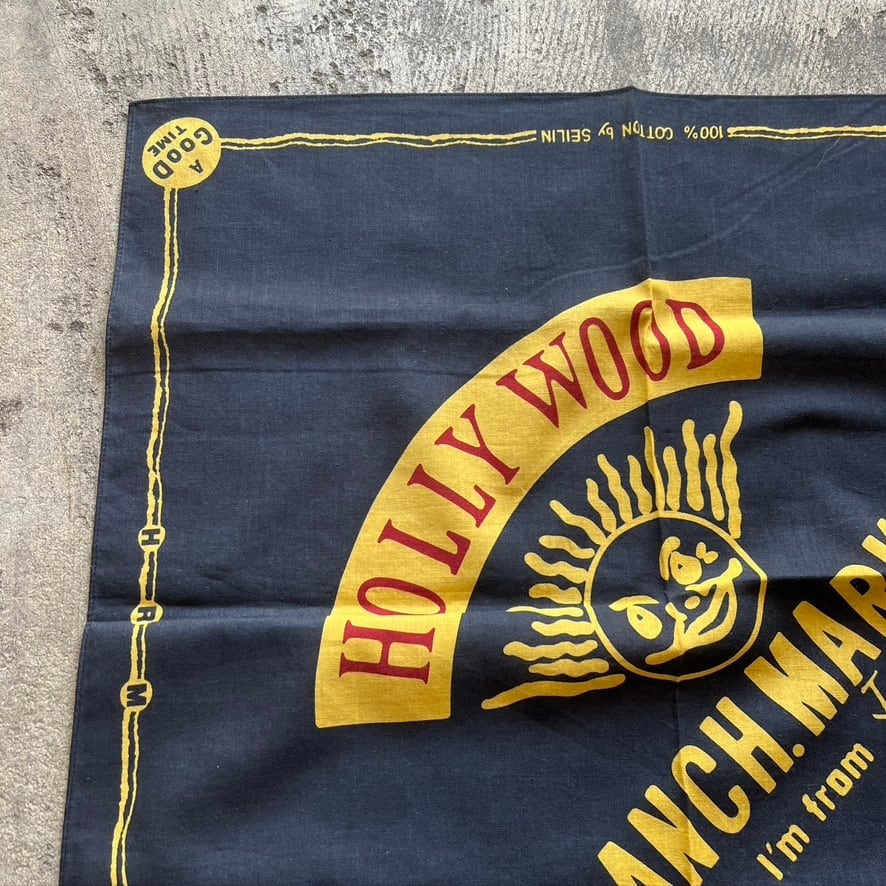 A
GOOD
TIME
100% COTTON by SEILIN
HOLLY WOOD
H
R
M
ANCH. MAR
I'm from J